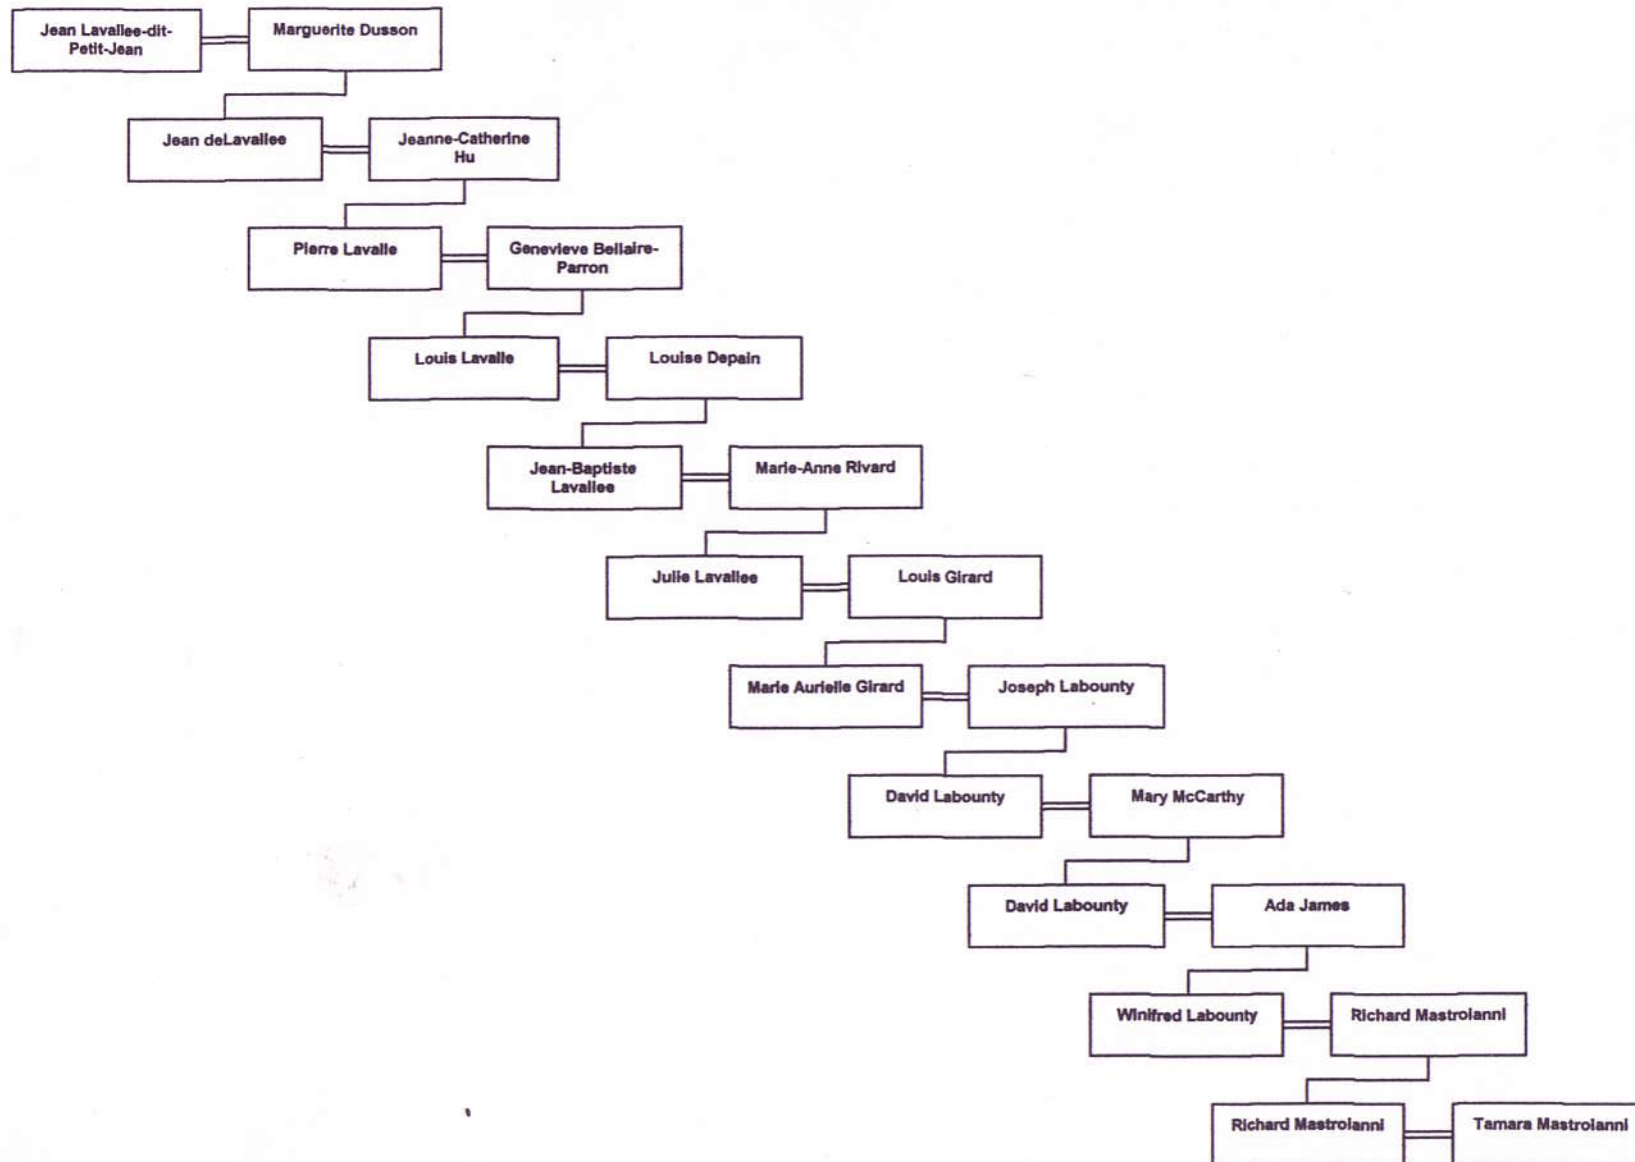 Jean Lavallee-dit-
Petit-Jean
Marguerite Dusson
Jean deLavallee
Jeanne-Catherine
Hu
Pierre Lavalle
Genevieve Bellaire-
Parron
Louis Lavalle
Louise Depain
Jean-Baptiste
Lavallee
Marie-Anne Rivard
Julie Lavallee
Louis Girard
Marie Aurielle Girard
Joseph Labounty
David Labounty
Mary McCarthy
David Labounty
Ada James
Winifred Labounty
Richard Mastroianni
Richard Mastroianni
Tamara Mastroianni